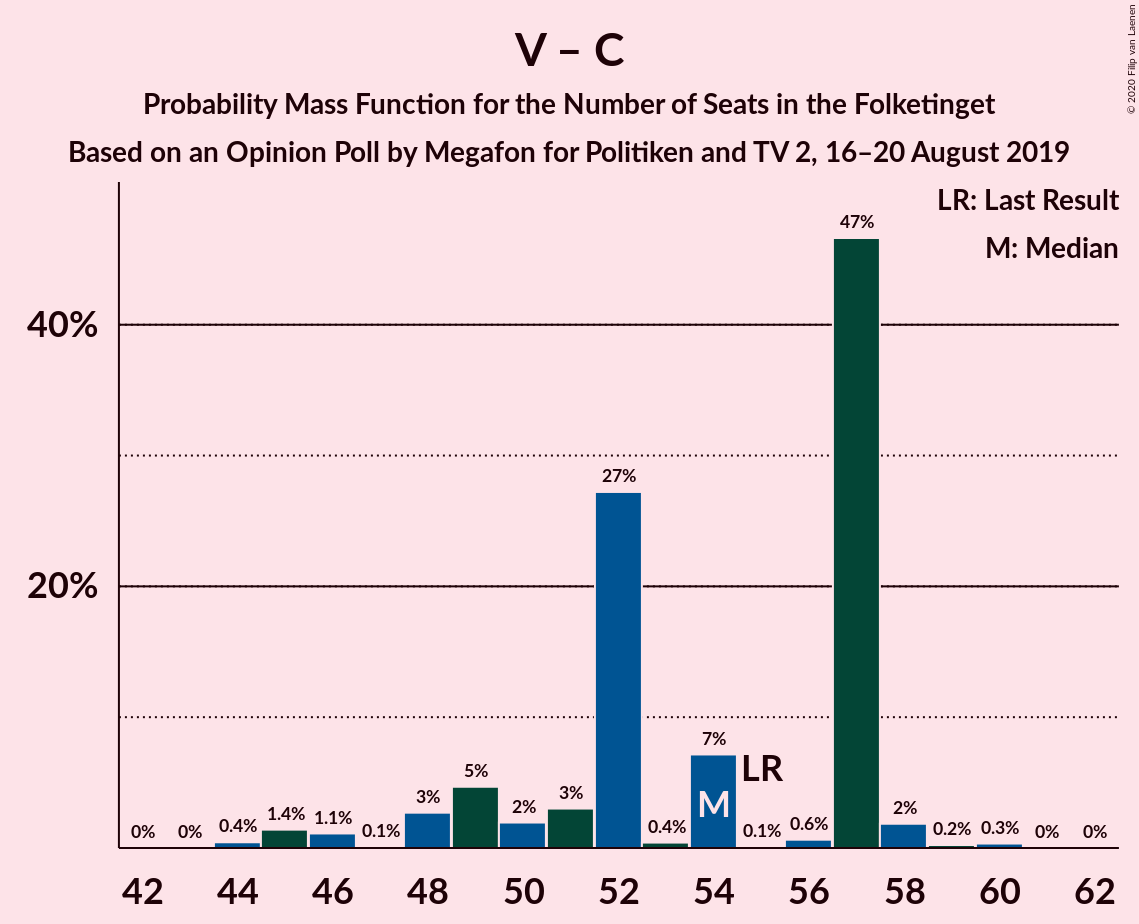 V – C
Probability Mass Function for the Number of Seats in the Folketinget
Based on an Opinion Poll by Megafon for Politiken and TV 2, 16–20 August 2019
© 2020 Filip van Laenen
LR: Last Result
M: Median
40%
20%
0% 0% 0.4% 1.4% 1.1% 0.1% 3% 5% 2% 3% 27% 0.4% 7% 0.1% 0.6% 47% 2% 0.2% 0.3% 0% 0%
LR
M
42 44 46 48 50 52 54 56 58 60 62